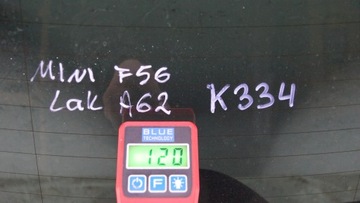 MINI F56
Lak A62 K334
BLUE
TECHNOLOGY
120
F